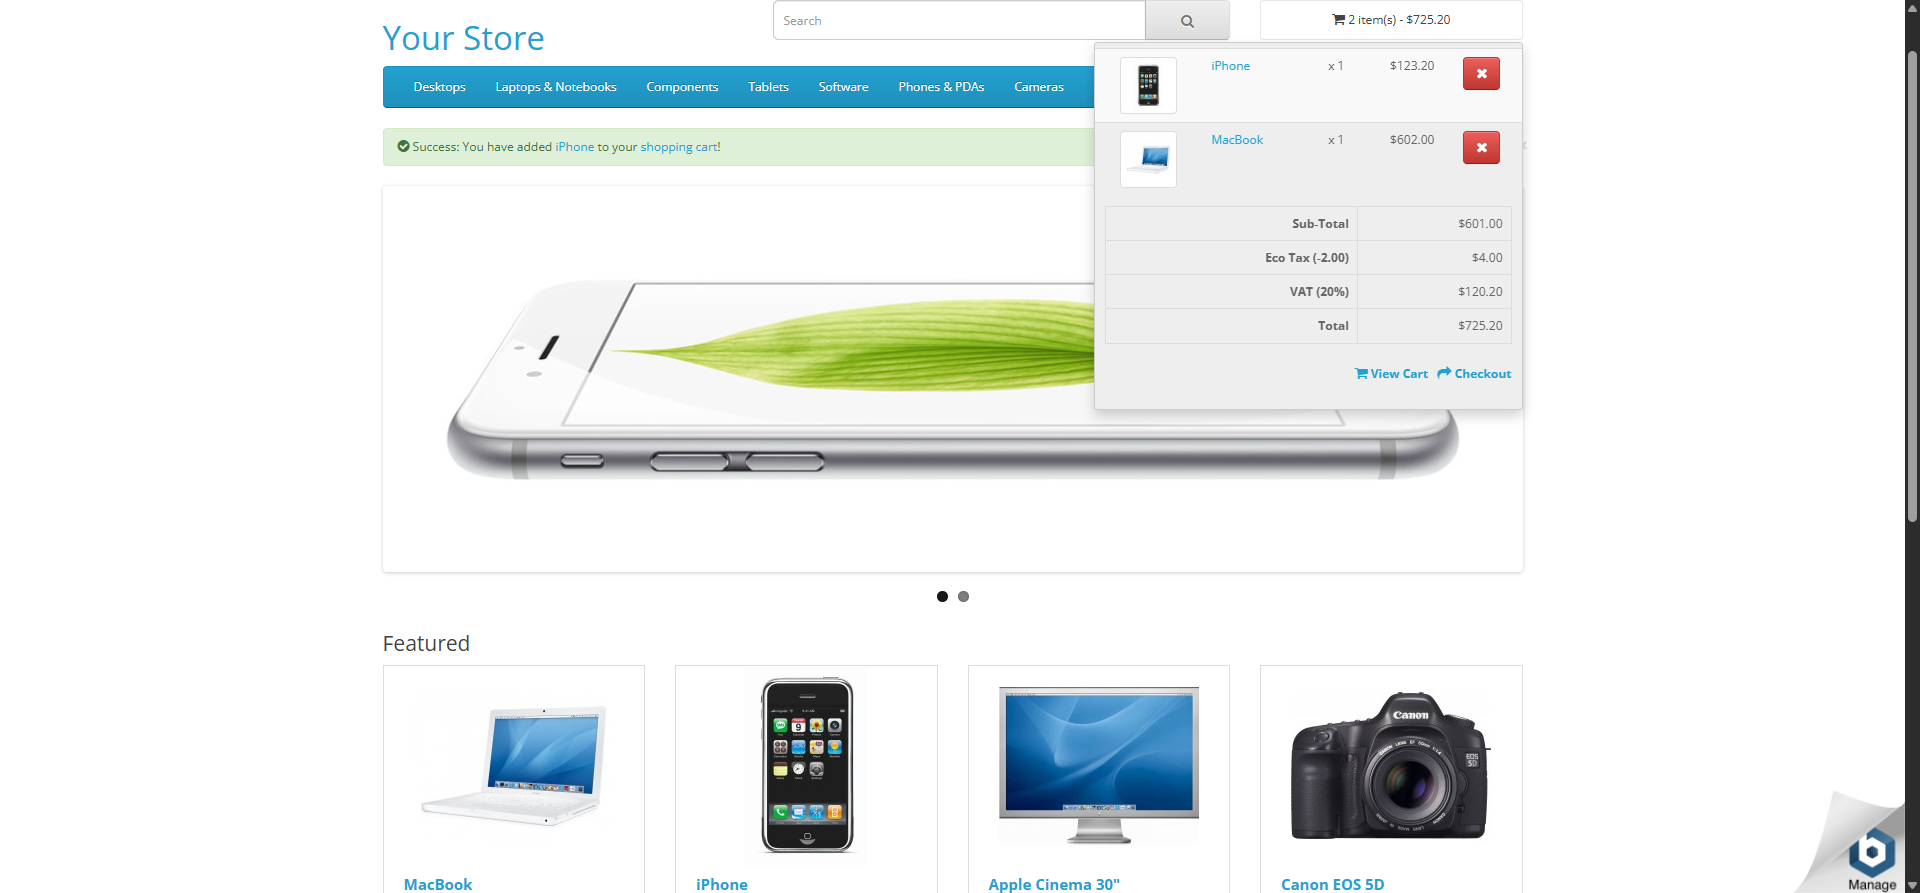 Your Store
Search
2 item(s) - $725.20
Desktops Laptops & Notebooks Components Tablets Software Phones & PDAs Cameras
iPhone x 1 $123.20
MacBook x 1 $602.00
Sub-Total $601.00
Eco Tax (-2.00) $4.00
VAT (20%) $120.20
Total $725.20
View Cart Checkout
Success: You have added iPhone to your shopping cart!
Featured
Canon
EOS
5D
MacBook
iPhone
Apple Cinema 30"
Canon EOS 5D
Manage